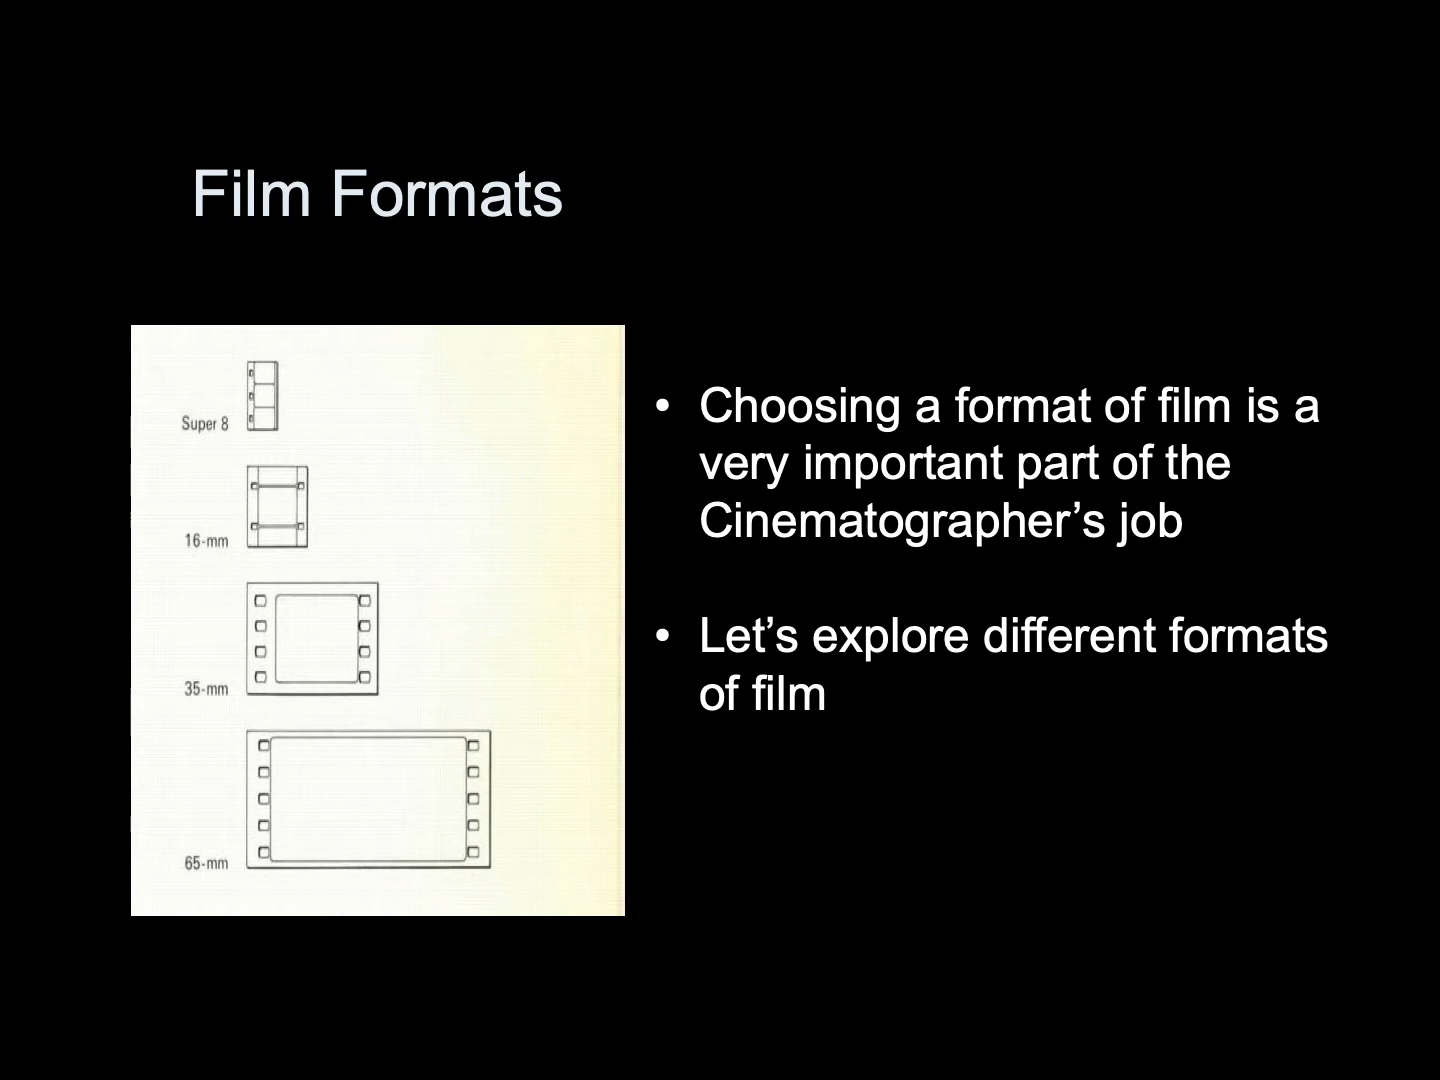 Film Formats
Super 8
16-mm
35-mm
65-mm
• Choosing a format of film is a
very important part of the
Cinematographer’s job
• Let’s explore different formats
of film